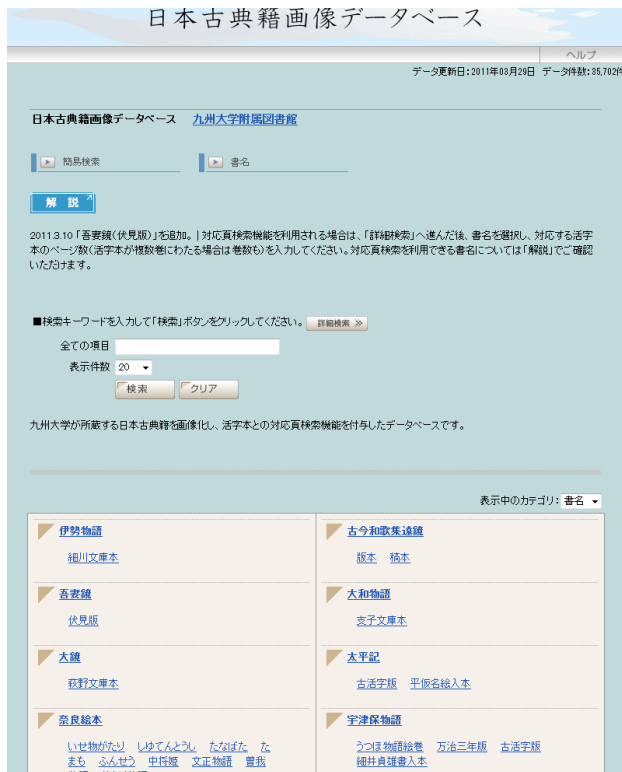 日本古典籍画像データベース
ヘルプ
データ更新日:2011年03月29日 データ件数:35,702件
日本古典籍画像データベース 九州大学附属図書館
簡易検索 書名
解 説
2011.3.10 「吾妻鏡(伏見版)」を追加。 | 対応頁検索機能を利用される場合は、「詳細検索」へ進んだ後、書名を選択し、対応する活字
本のページ数(活字本が複数巻にわたる場合は巻数も)を入力してください。対応頁検索を利用できる書名については「解説」でご確認
いただけます。
■検索キーワードを入力して「検索」ボタンをクリックしてください。 詳細検索 ≫
全ての項目
表示件数 20
検索 クリア
九州大学が所蔵する日本古典籍を画像化し、活字本との対応頁検索機能を付与したデータベースです。
表示中のカテゴリ: 書名
伊勢物語
細川文庫本
古今和歌集遠鏡
版本 稿本
吾妻鏡
伏見版
大和物語
支子文庫本
大鏡
萩野文庫本
太平記
古活字版 平仮名絵入本
奈良絵本
いせ物がたり しゆてんとうし たなばた た
まも ふんせう 中将姫 文正物語 曽我
宇津保物語
うつほ物語絵巻 万治三年版 古活字版
細井貞雄書入本